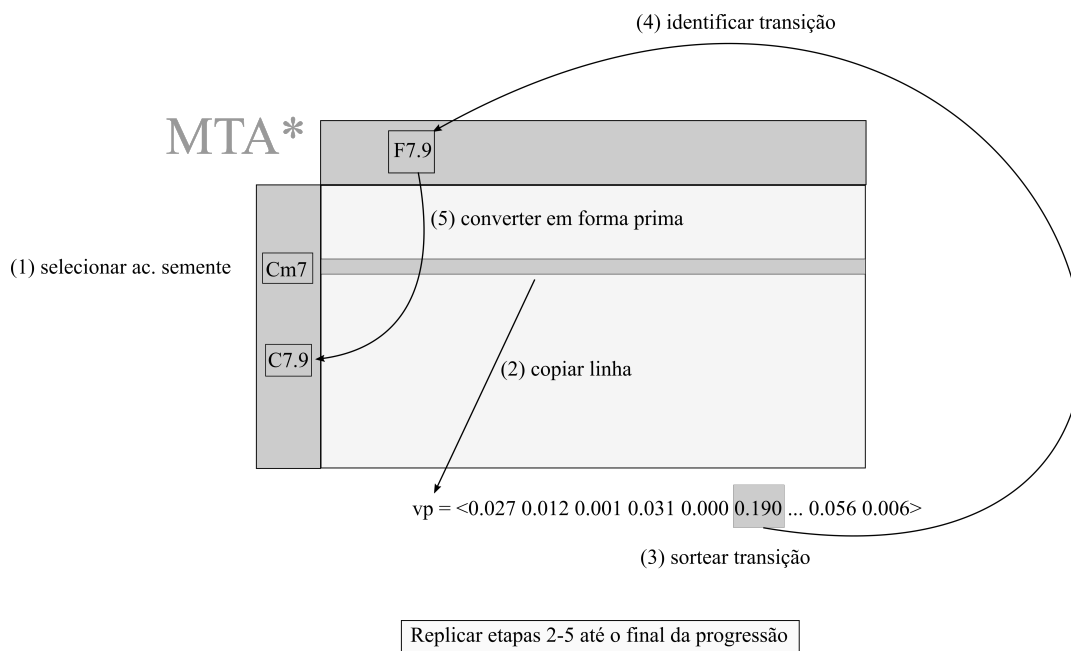 (4) identificar transição
MTA*
F7.9
(5) converter em forma prima
(1) selecionar ac. semente
Cm7
C7.9
(2) copiar linha
vp = <0.027 0.012 0.001 0.031 0.000 0.190 ... 0.056 0.006>
(3) sortear transição
Replicar etapas 2-5 até o final da progressão